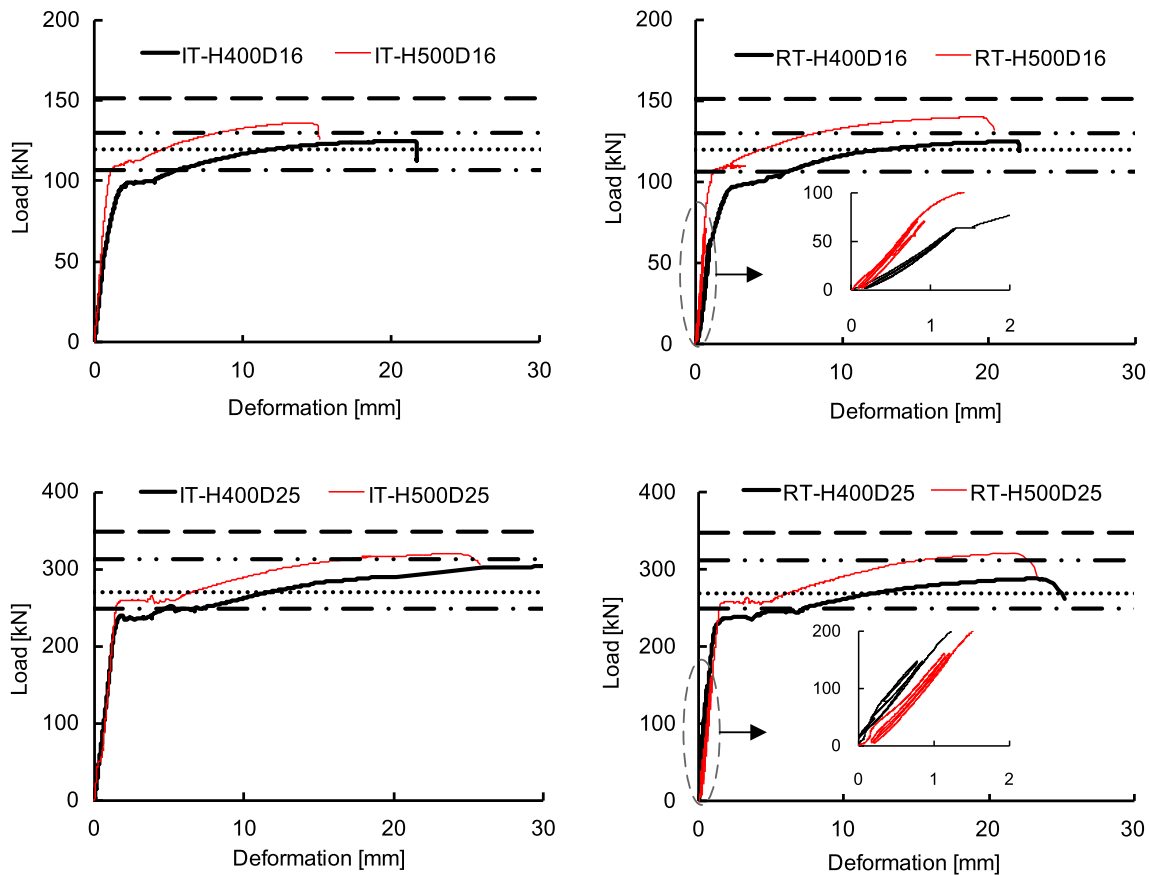 200
150
100
50
0
Load [kN]
IT-H400D16 IT-H500D16
0 10 20 30
Deformation [mm]
200
150
100
50
0
Load [kN]
RT-H400D16 RT-H500D16
100
50
0
0 1 2
0 10 20 30
Deformation [mm]
400
300
200
100
0
Load [kN]
IT-H400D25 IT-H500D25
0 10 20 30
Deformation [mm]
400
300
200
100
0
Load [kN]
RT-H400D25 RT-H500D25
200
100
0
0 1 2
0 10 20 30
Deformation [mm]